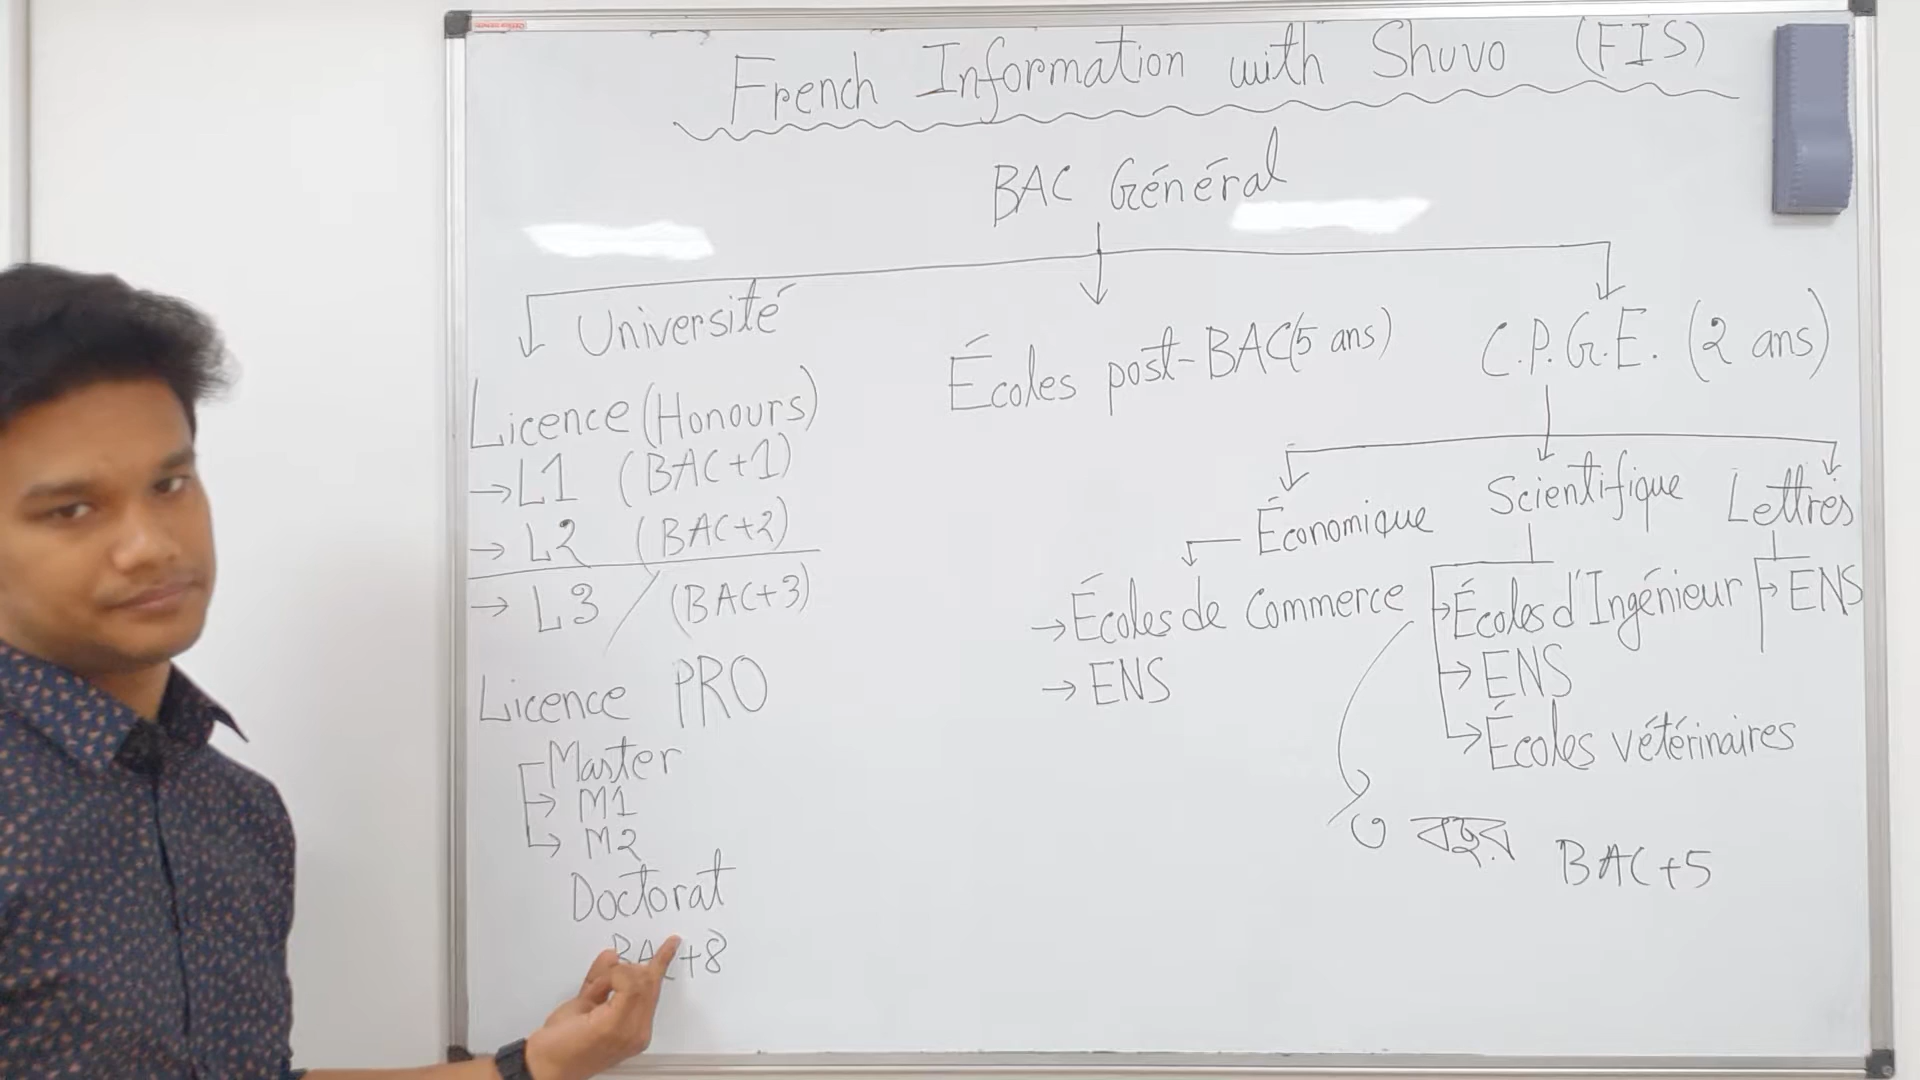 French Information with Shuvo (FIS)
BAC Général
Université
Licence (Honours)
→ L1 (BAC+1)
→ L2 (BAC+2)
→ L3 (BAC+3)
Licence PRO
Master
→ M1
→ M2
Doctorat
BAC+8
Écoles post-BAC (5 ans)
C.P.G.E. (2 ans)
Économique
→ Écoles de Commerce
→ ENS
Scientifique
→ Écoles d'Ingénieur
→ ENS
→ Écoles vétérinaires
Lettres
→ ENS
৩ বছর BAC+5